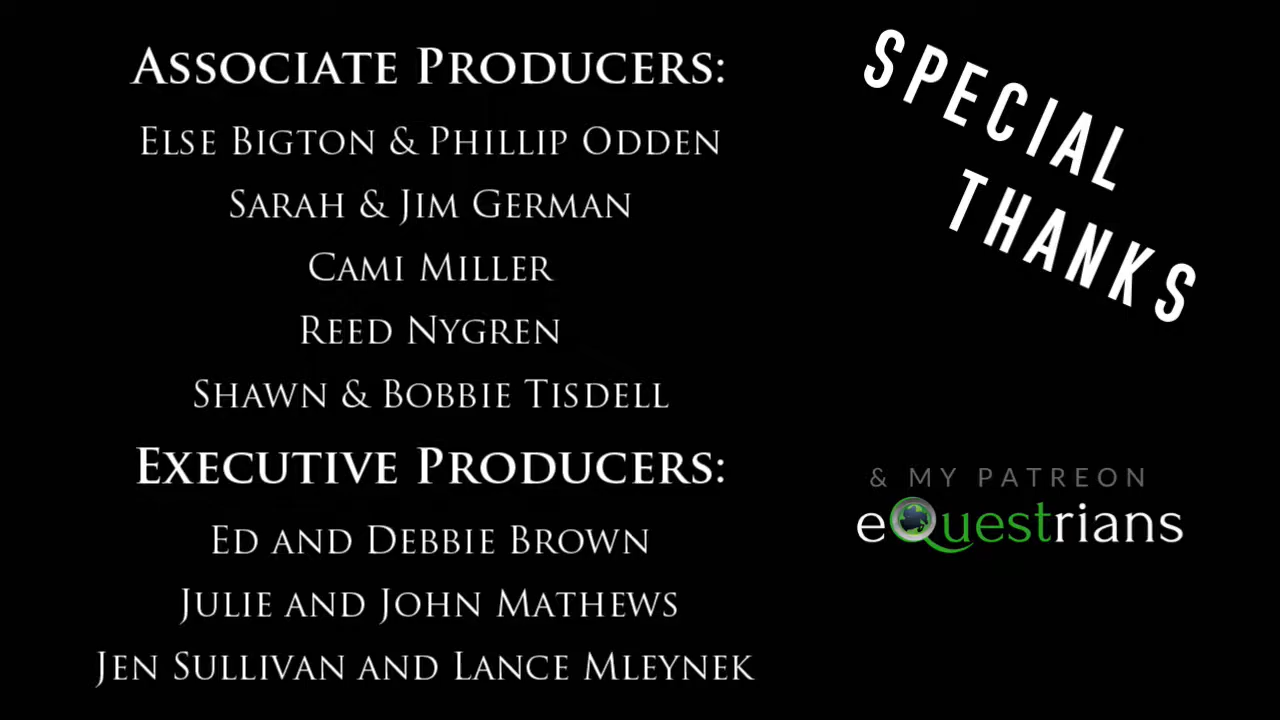 ASSOCIATE PRODUCERS:
ELSE BIGTON & PHILLIP ODDEN
SARAH & JIM GERMAN
CAMI MILLER
REED NYGREN
SHAWN & BOBBIE TISDELL
EXECUTIVE PRODUCERS:
ED AND DEBBIE BROWN
JULIE AND JOHN MATHEWS
JEN SULLIVAN AND LANCE MLEYNEK
SPECIAL
THANKS
& MY PATREON
eQuestrians